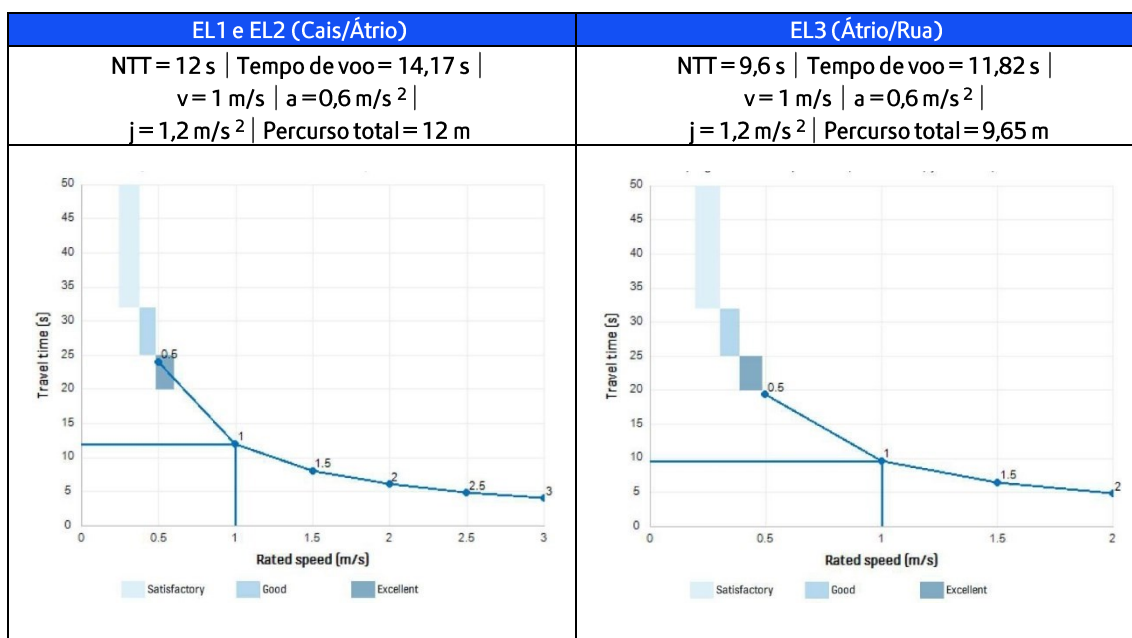 EL1 e EL2 (Cais/Átrio)
EL3 (Átrio/Rua)
NTT = 12 s | Tempo de voo = 14,17 s |
v = 1 m/s | a = 0,6 m/s ² |
j = 1,2 m/s ² | Percurso total = 12 m
NTT = 9,6 s | Tempo de voo = 11,82 s |
v = 1 m/s | a = 0,6 m/s ² |
j = 1,2 m/s ² | Percurso total = 9,65 m
50
45
40
35
30
25
20
15
10
5
0
Travel time (s)
0.5
1
1.5
2
2.5
3
0
0.5
1
1.5
2
2.5
3
Rated speed (m/s)
Satisfactory
Good
Excellent
50
45
40
35
30
25
20
15
10
5
0
Travel time (s)
0.5
1
1.5
2
0
0.5
1
1.5
2
Rated speed (m/s)
Satisfactory
Good
Excellent